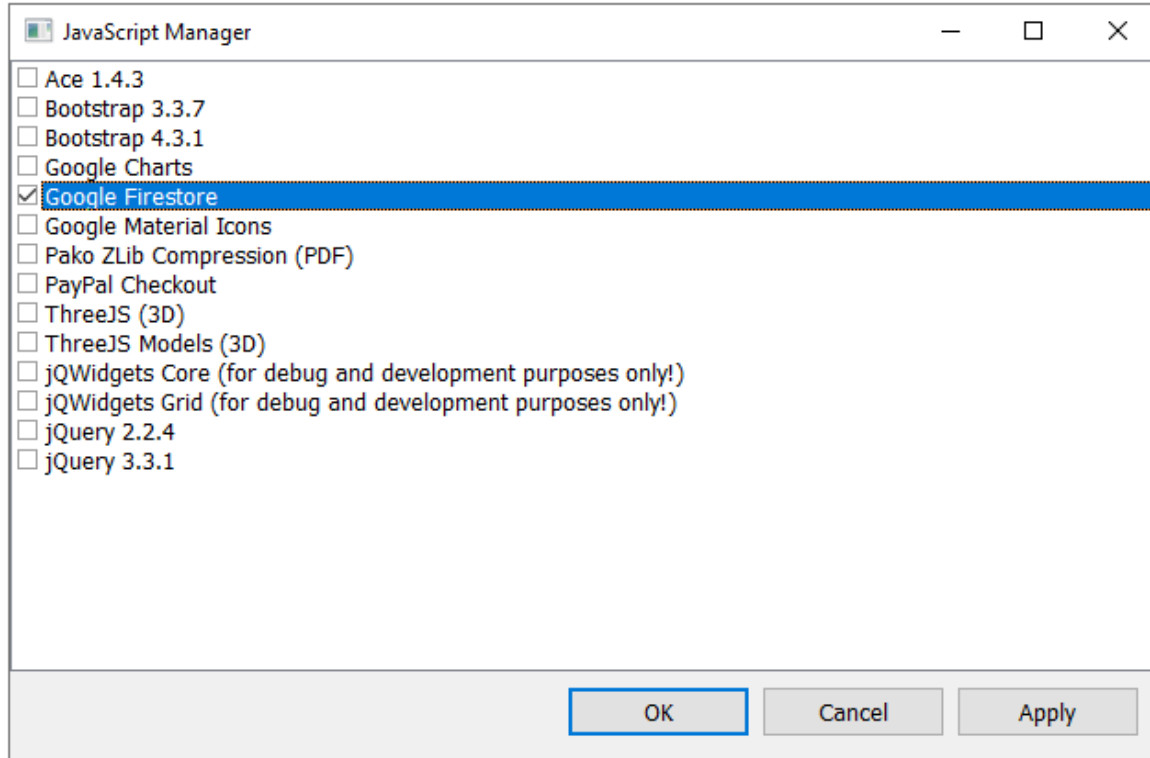 JavaScript Manager
Ace 1.4.3
Bootstrap 3.3.7
Bootstrap 4.3.1
Google Charts
Google Firestore
Google Material Icons
Pako ZLib Compression (PDF)
PayPal Checkout
ThreeJS (3D)
ThreeJS Models (3D)
jQWidgets Core (for debug and development purposes only!)
jQWidgets Grid (for debug and development purposes only!)
jQuery 2.2.4
jQuery 3.3.1
OK Cancel Apply